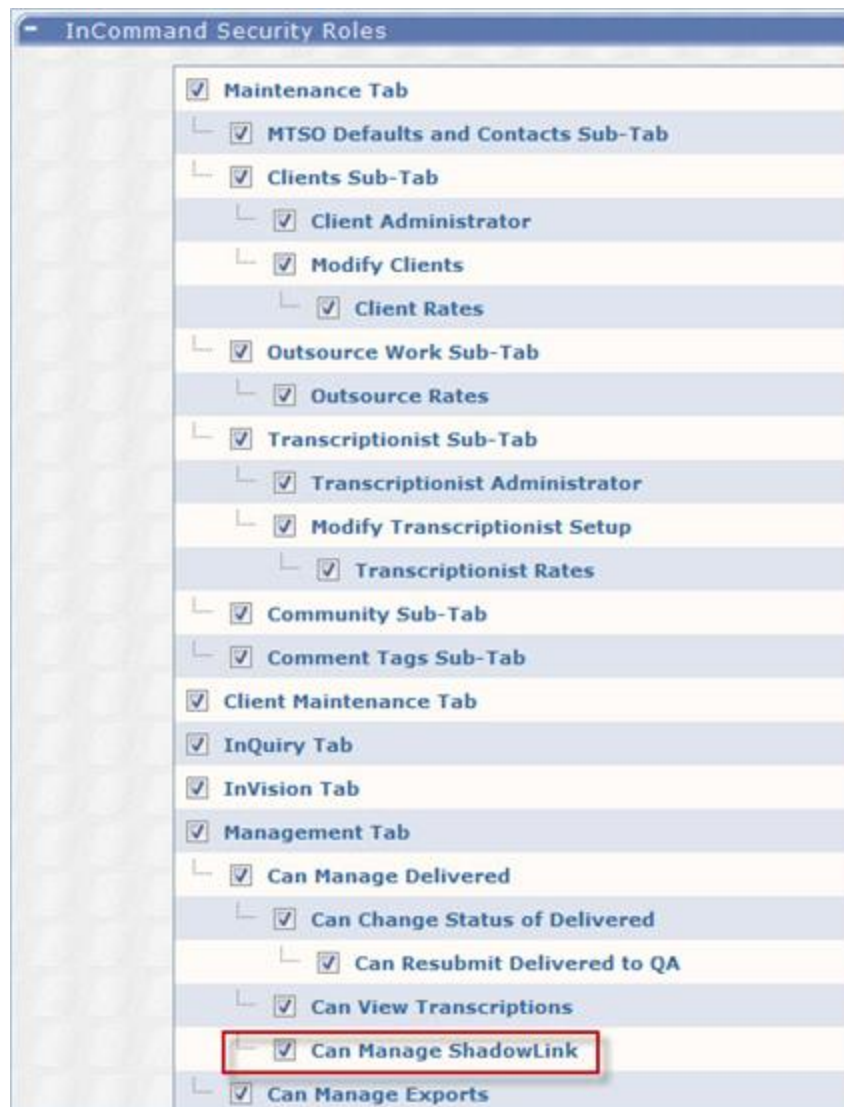 InCommand Security Roles
Maintenance Tab
MTSO Defaults and Contacts Sub-Tab
Clients Sub-Tab
Client Administrator
Modify Clients
Client Rates
Outsource Work Sub-Tab
Outsource Rates
Transcriptionist Sub-Tab
Transcriptionist Administrator
Modify Transcriptionist Setup
Transcriptionist Rates
Community Sub-Tab
Comment Tags Sub-Tab
Client Maintenance Tab
InQuiry Tab
InVision Tab
Management Tab
Can Manage Delivered
Can Change Status of Delivered
Can Resubmit Delivered to QA
Can View Transcriptions
Can Manage ShadowLink
Can Manage Exports